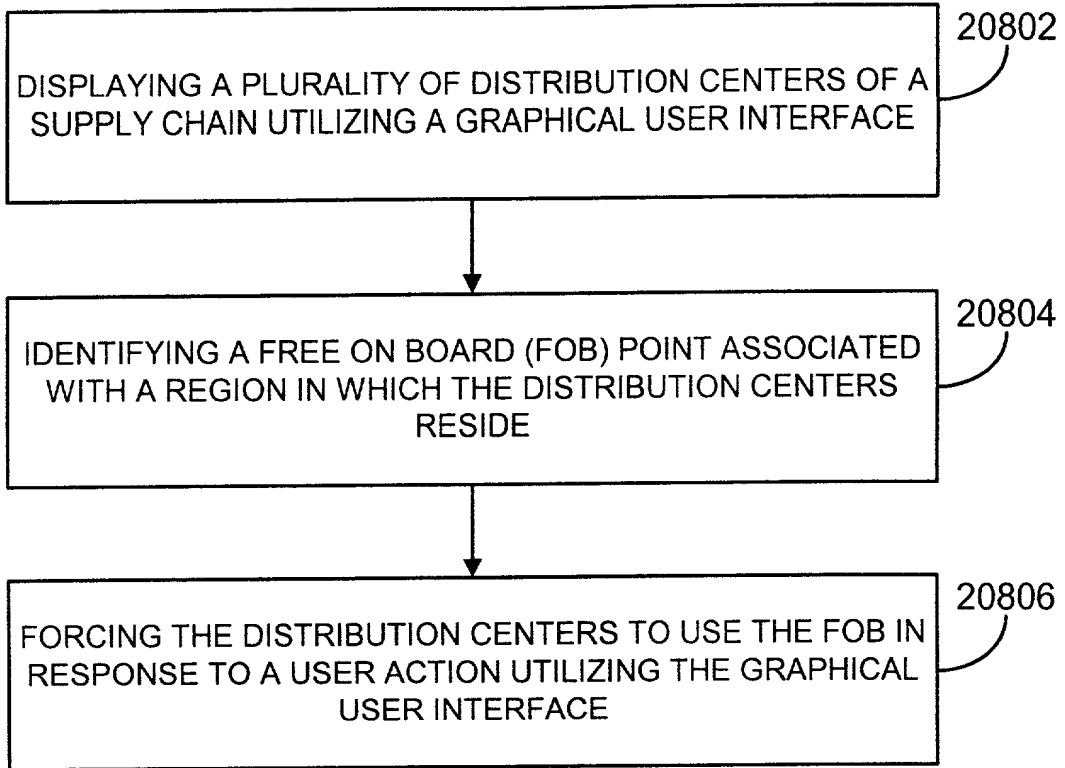 20802
DISPLAYING A PLURALITY OF DISTRIBUTION CENTERS OF A
SUPPLY CHAIN UTILIZING A GRAPHICAL USER INTERFACE
20804
IDENTIFYING A FREE ON BOARD (FOB) POINT ASSOCIATED
WITH A REGION IN WHICH THE DISTRIBUTION CENTERS
RESIDE
20806
FORCING THE DISTRIBUTION CENTERS TO USE THE FOB IN
RESPONSE TO A USER ACTION UTILIZING THE GRAPHICAL
USER INTERFACE